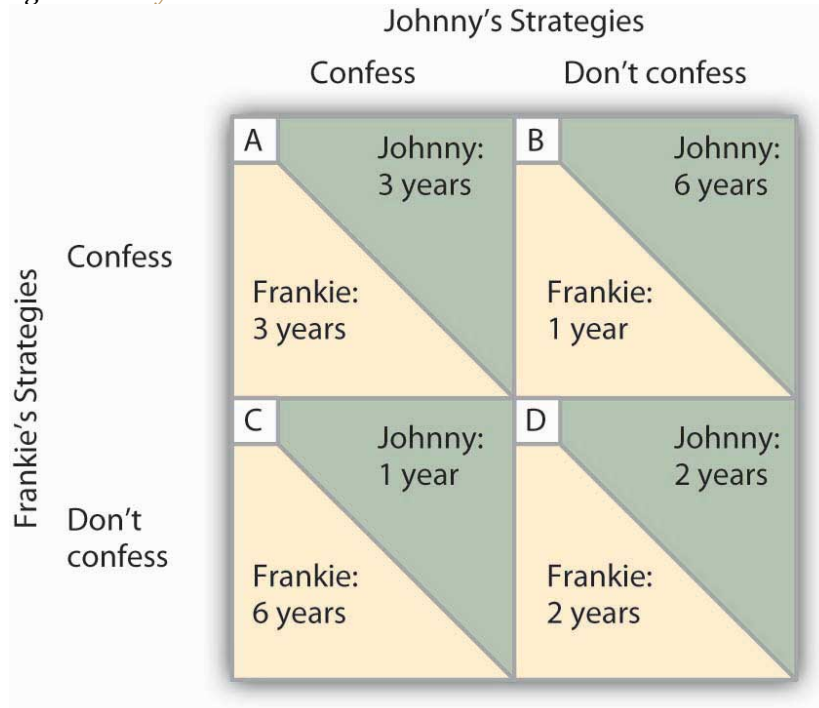 Johnny's Strategies
Confess
Don't confess
A
Johnny:
3 years
B
Johnny:
6 years
Frankie's Strategies
Confess
Frankie:
3 years
Frankie:
1 year
C
Johnny:
1 year
D
Johnny:
2 years
Don't
confess
Frankie:
6 years
Frankie:
2 years